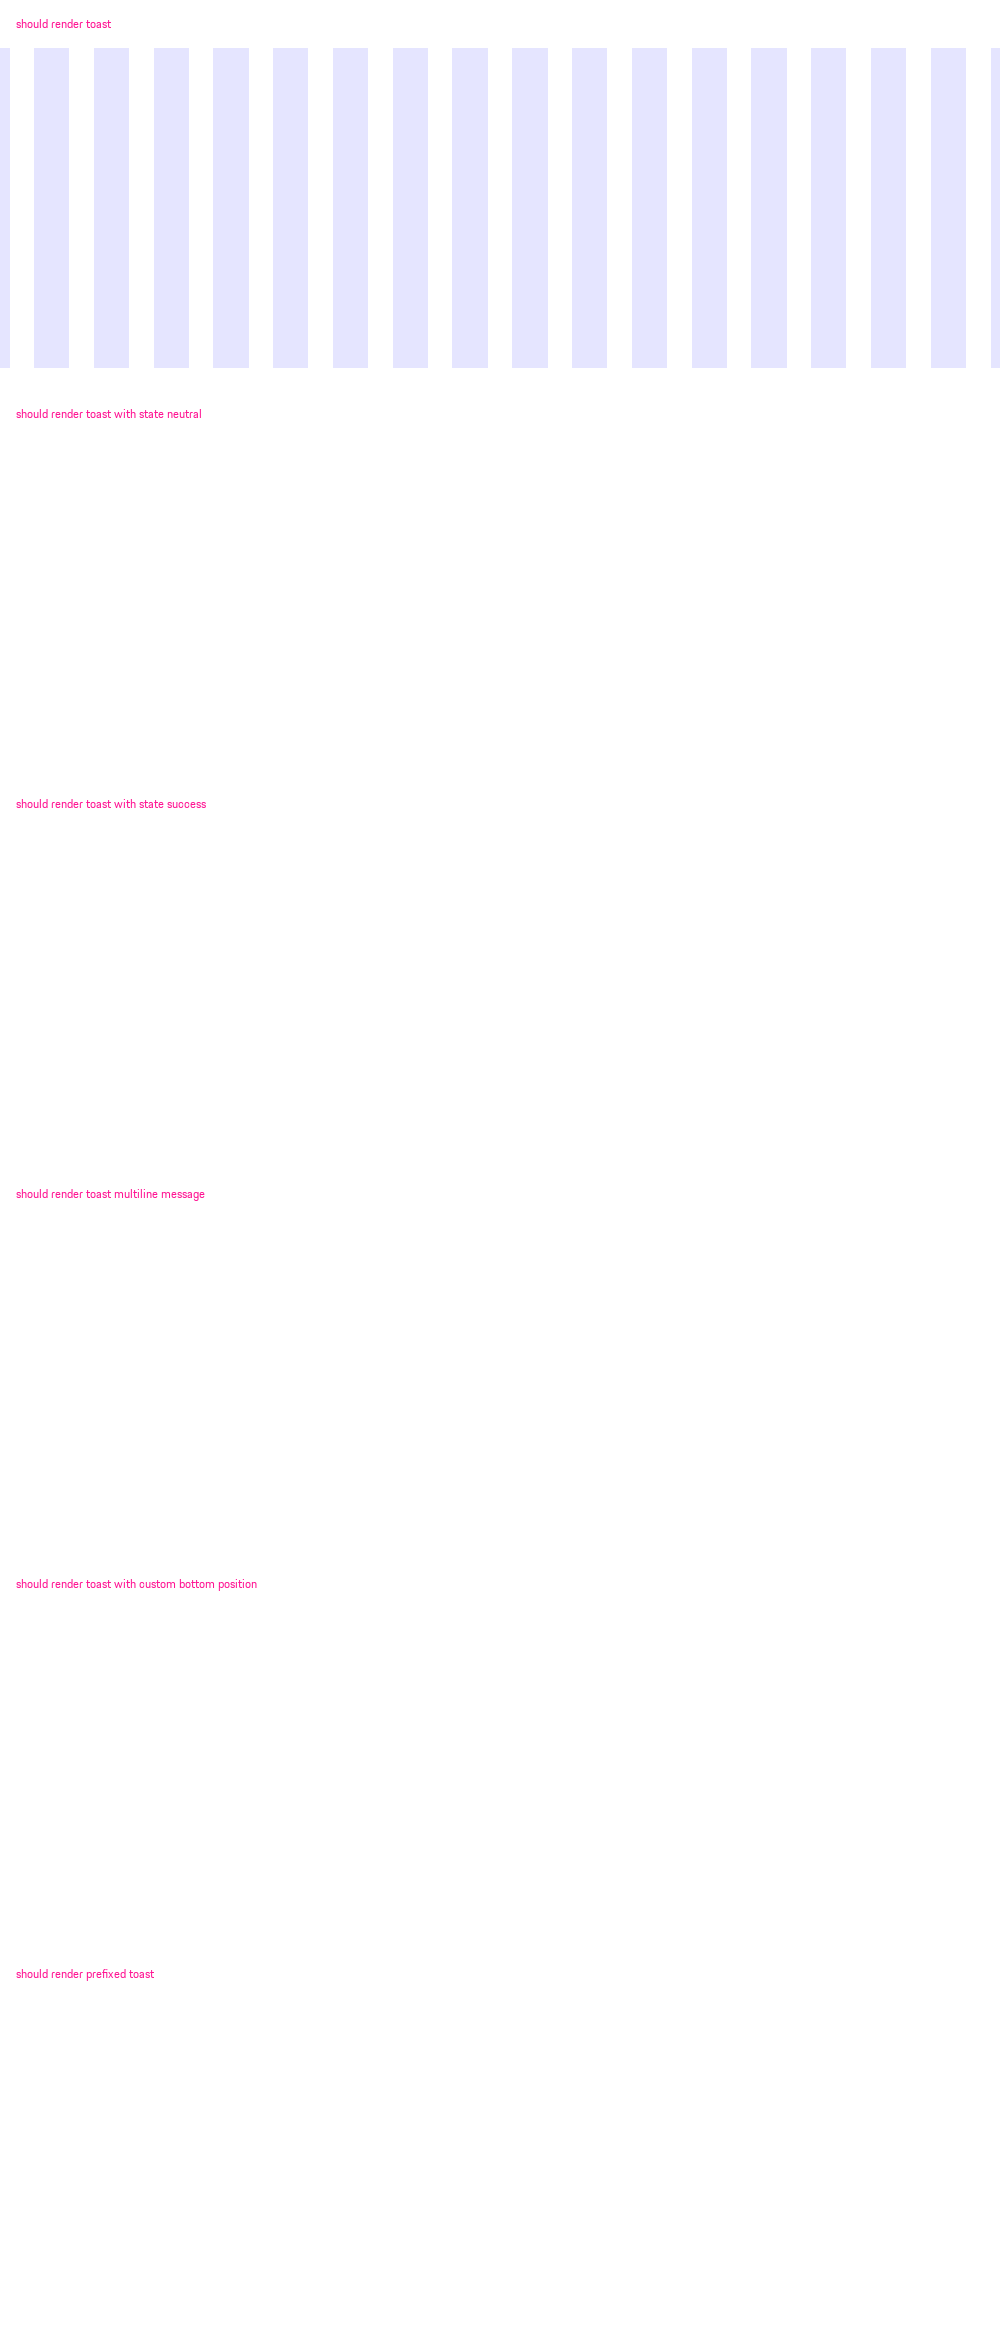 should render toast
should render toast with state neutral
should render toast with state success
should render toast multiline message
should render toast with custom bottom position
should render prefixed toast